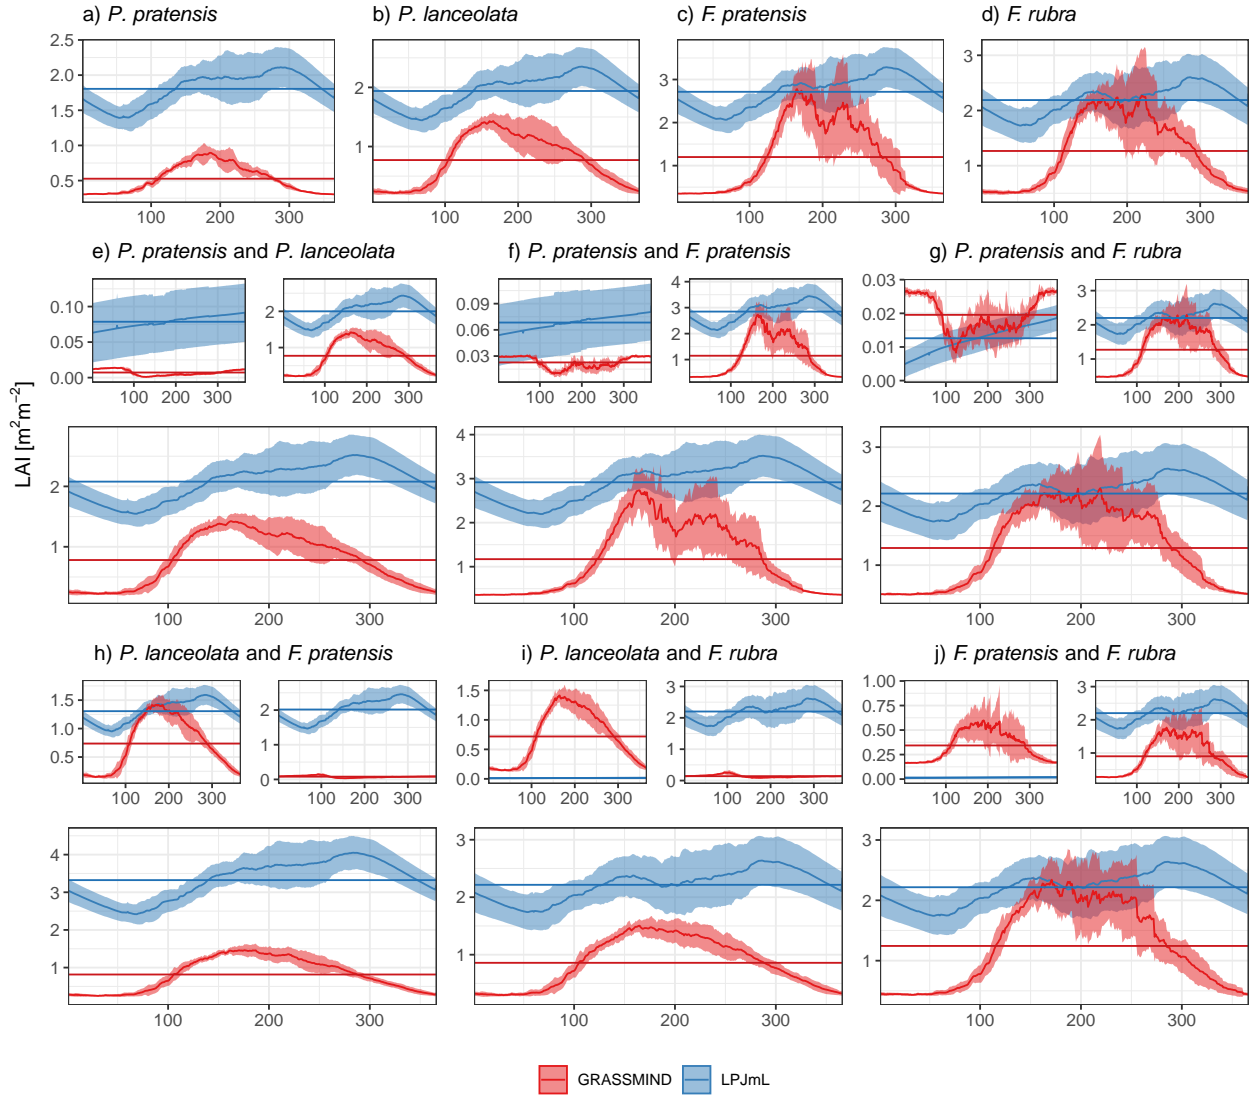 a) P. pratensis
b) P. lanceolata
c) F. pratensis
d) F. rubra
2.5
2.0
1.5
1.0
0.5
100 200 300
2
1
100 200 300
3
2
1
100 200 300
3
2
1
100 200 300
e) P. pratensis and P. lanceolata
f) P. pratensis and F. pratensis
g) P. pratensis and F. rubra
0.10
0.05
0.00
100 200 300
2
1
100 200 300
0.09
0.06
0.03
100 200 300
4
3
2
1
100 200 300
0.03
0.02
0.01
0.00
100 200 300
3
2
1
100 200 300
LAI [m²m⁻²]
2
1
100 200 300
4
3
2
1
100 200 300
3
2
1
100 200 300
h) P. lanceolata and F. pratensis
i) P. lanceolata and F. rubra
j) F. pratensis and F. rubra
1.5
1.0
0.5
100 200 300
2
1
0
100 200 300
1.5
1.0
0.5
0.0
100 200 300
3
2
1
0
100 200 300
1.00
0.75
0.50
0.25
0.00
100 200 300
3
2
1
100 200 300
4
3
2
1
100 200 300
3
2
1
100 200 300
3
2
1
100 200 300
GRASSMIND
LPJmL